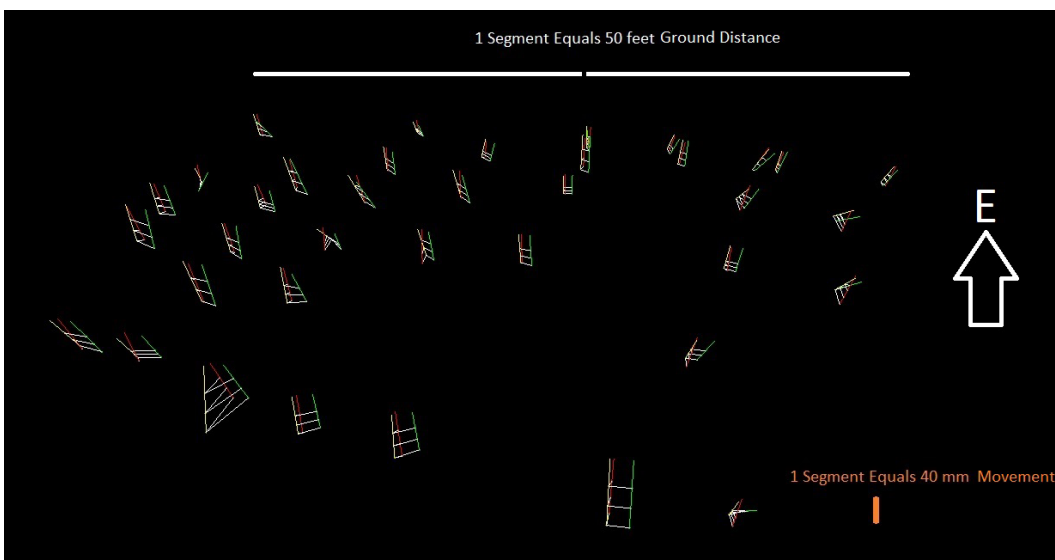 1 Segment Equals 50 feet Ground Distance
E
1 Segment Equals 40 mm Movement